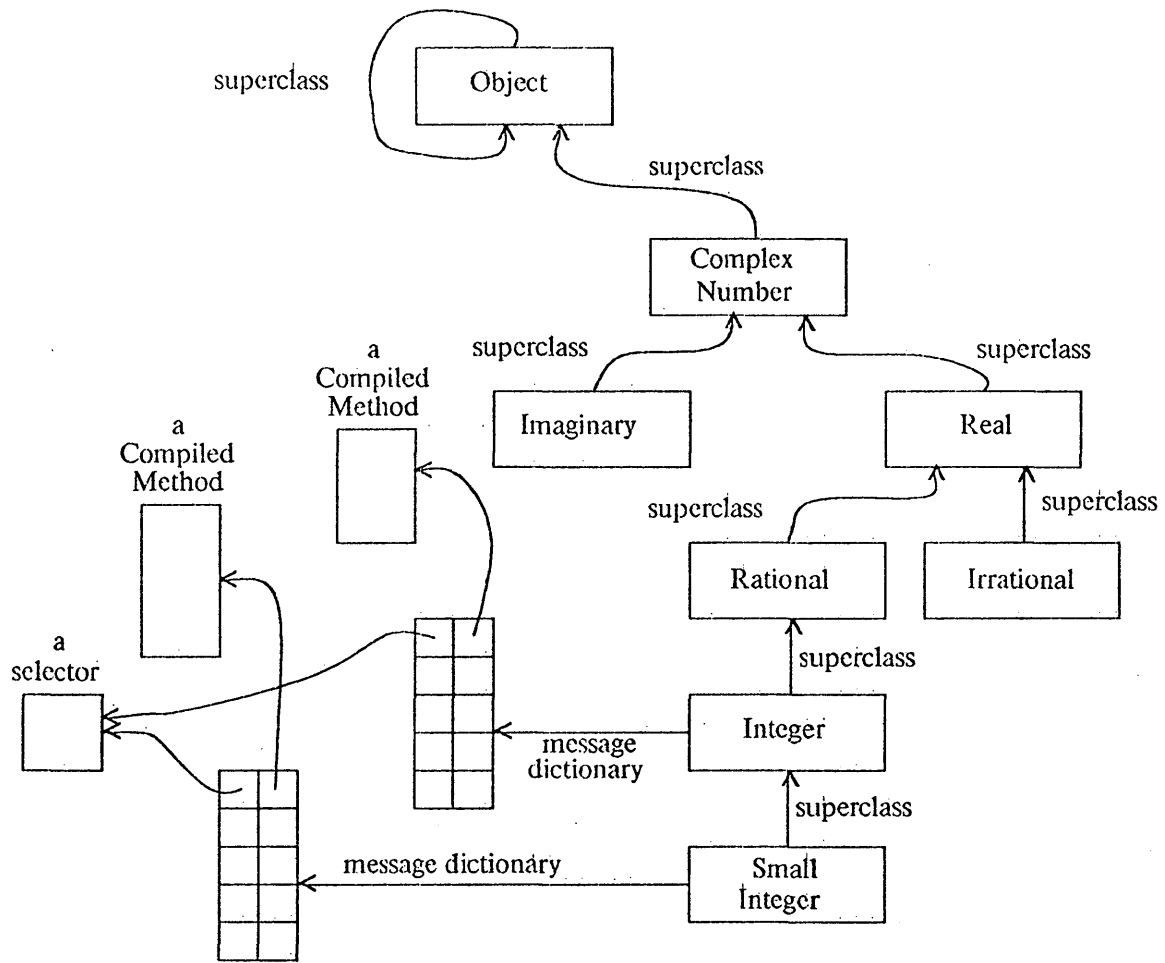 superclass
Object
superclass
Complex
Number
superclass
superclass
a
Compiled
Method
Imaginary
Real
a
Compiled
Method
superclass
superclass
Rational
Irrational
a
selector
superclass
Integer
message
dictionary
superclass
message dictionary
Small
Integer